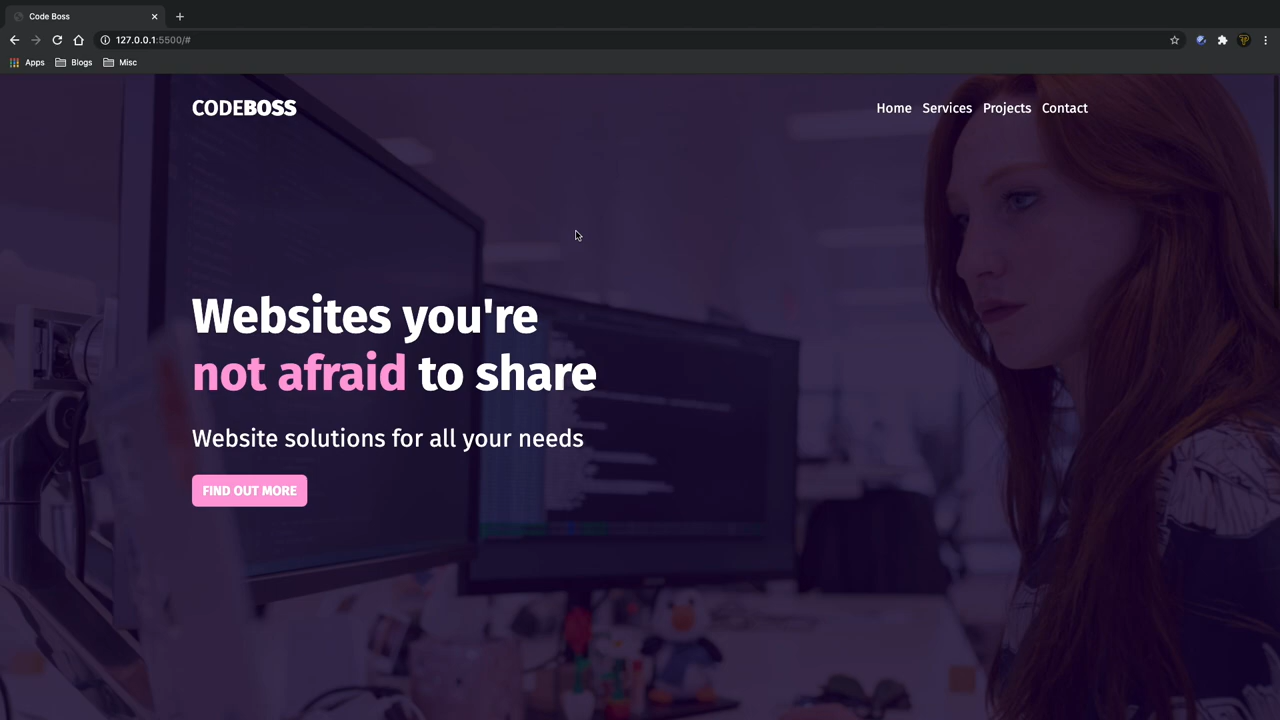 Code Boss
127.0.0.1:5500/#
Apps Blogs Misc
CODEBOSS
Home Services Projects Contact
Websites you're
not afraid to share
Website solutions for all your needs
FIND OUT MORE